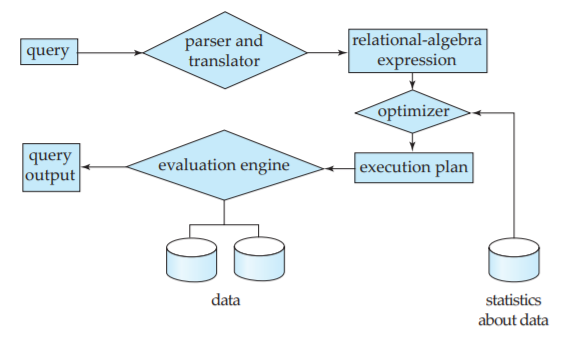 query
parser and
translator
relational-algebra
expression
optimizer
query
output
evaluation engine
execution plan
data
statistics
about data